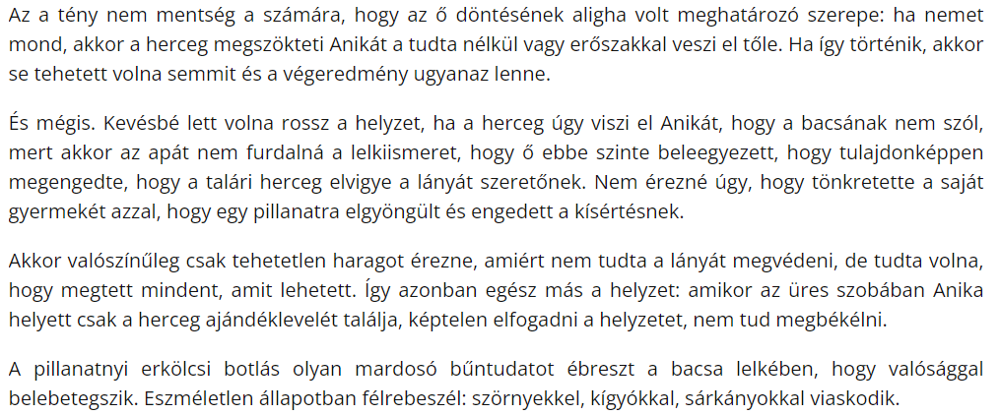 Az a tény nem mentség a számára, hogy az ő döntésének aligha volt meghatározó szerepe: ha nemet
mond, akkor a herceg megszökteti Anikát a tudta nélkül vagy erőszakkal veszi el tőle. Ha így történik, akkor
se tehetett volna semmit és a végeredmény ugyanaz lenne.
És mégis. Kevésbé lett volna rossz a helyzet, ha a herceg úgy viszi el Anikát, hogy a bacsának nem szól,
mert akkor az apát nem furdalná a lelkiismeret, hogy ő ebbe szinte beleegyezett, hogy tulajdonképpen
megengedte, hogy a talári herceg elvigye a lányát szeretőnek. Nem érezné úgy, hogy tönkretette a saját
gyermekét azzal, hogy egy pillanatra elgyöngült és engedett a kísértésnek.
Akkor valószínűleg csak tehetetlen haragot érezne, amiért nem tudta a lányát megvédeni, de tudta volna,
hogy megtett mindent, amit lehetett. Így azonban egész más a helyzet: amikor az üres szobában Anika
helyett csak a herceg ajándéklevelét találja, képtelen elfogadni a helyzetet, nem tud megbékélni.
A pillanatnyi erkölcsi botlás olyan mardosó bűntudatot ébreszt a bacsa lelkében, hogy valósággal
belebetegszik. Eszméletlen állapotban félrebeszél: szörnyekkel, kígyókkal, sárkányokkal viaskodik.